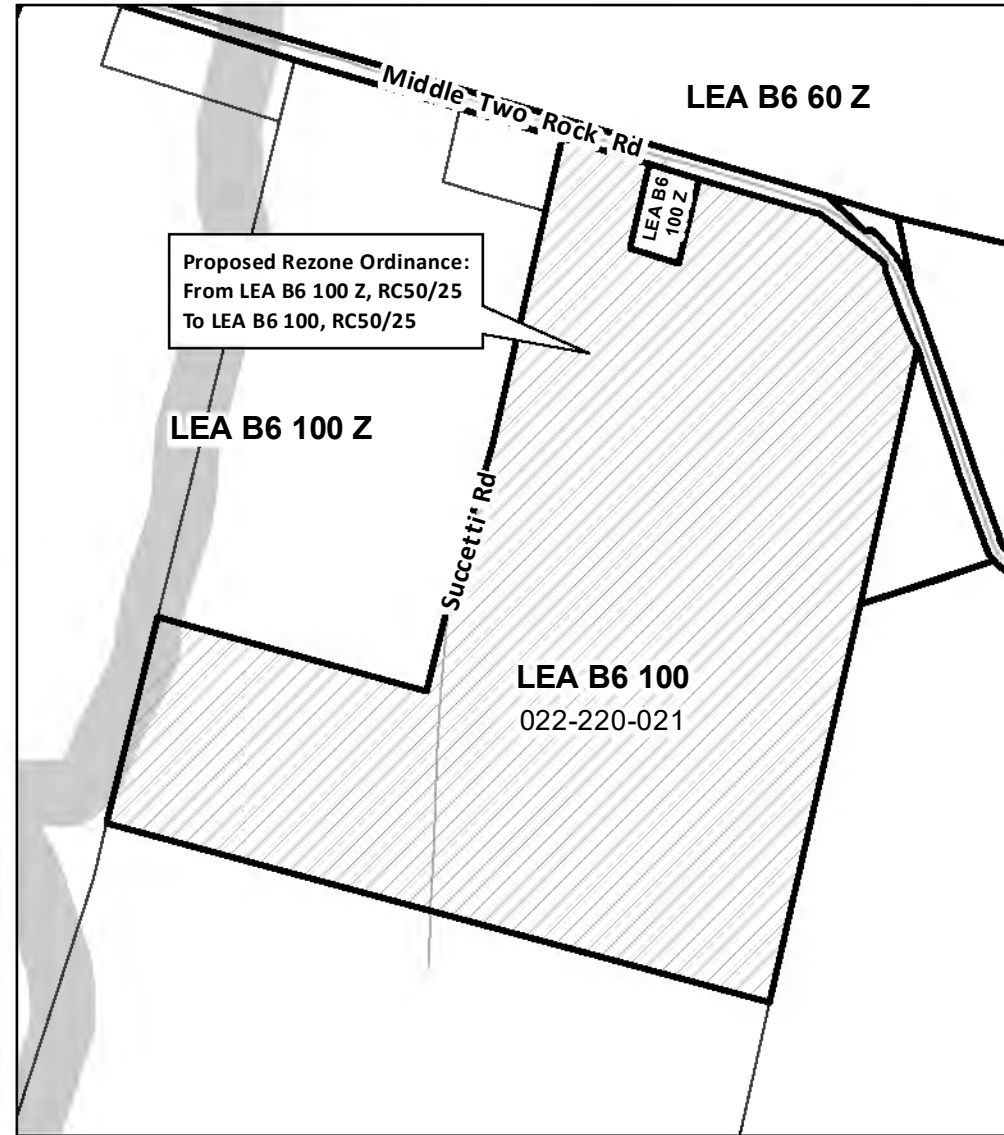 LEA B6 60 Z
Middle Two Rock Rd
LEA B6
100 Z
Proposed Rezone Ordinance:
From LEA B6 100 Z, RC50/25
To LEA B6 100, RC50/25
LEA B6 100 Z
Succetti Rd
LEA B6 100
022-220-021